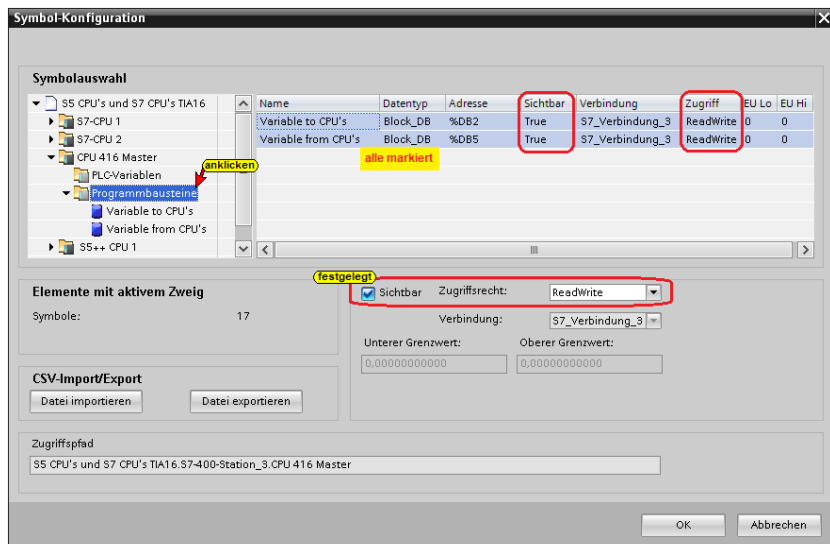 Symbol-Konfiguration
Symbolauswahl
S5 CPU's und S7 CPU's TIA16
S7-CPU 1
S7-CPU 2
CPU 416 Master
PLC-Variablen
Programmbausteine
Variable to CPU's
Variable from CPU's
S5++ CPU 1
anklicken
Name Datentyp Adresse Sichtbar Verbindung Zugriff EU Lo EU Hi
Variable to CPU's Block_DB %DB2 True S7_Verbindung_3 ReadWrite 0 0
Variable from CPU's Block_DB %DB5 True S7_Verbindung_3 ReadWrite 0 0
alle markiert
Elemente mit aktivem Zweig
Symbole: 17
festgelegt
Sichtbar Zugriffsrecht: ReadWrite
Verbindung: S7_Verbindung_3
Unterer Grenzwert: Oberer Grenzwert:
0,00000000000 0,00000000000
CSV-Import/Export
Datei importieren Datei exportieren
Zugriffspfad
S5 CPU's und S7 CPU's TIA16.S7-400-Station_3.CPU 416 Master
OK Abbrechen